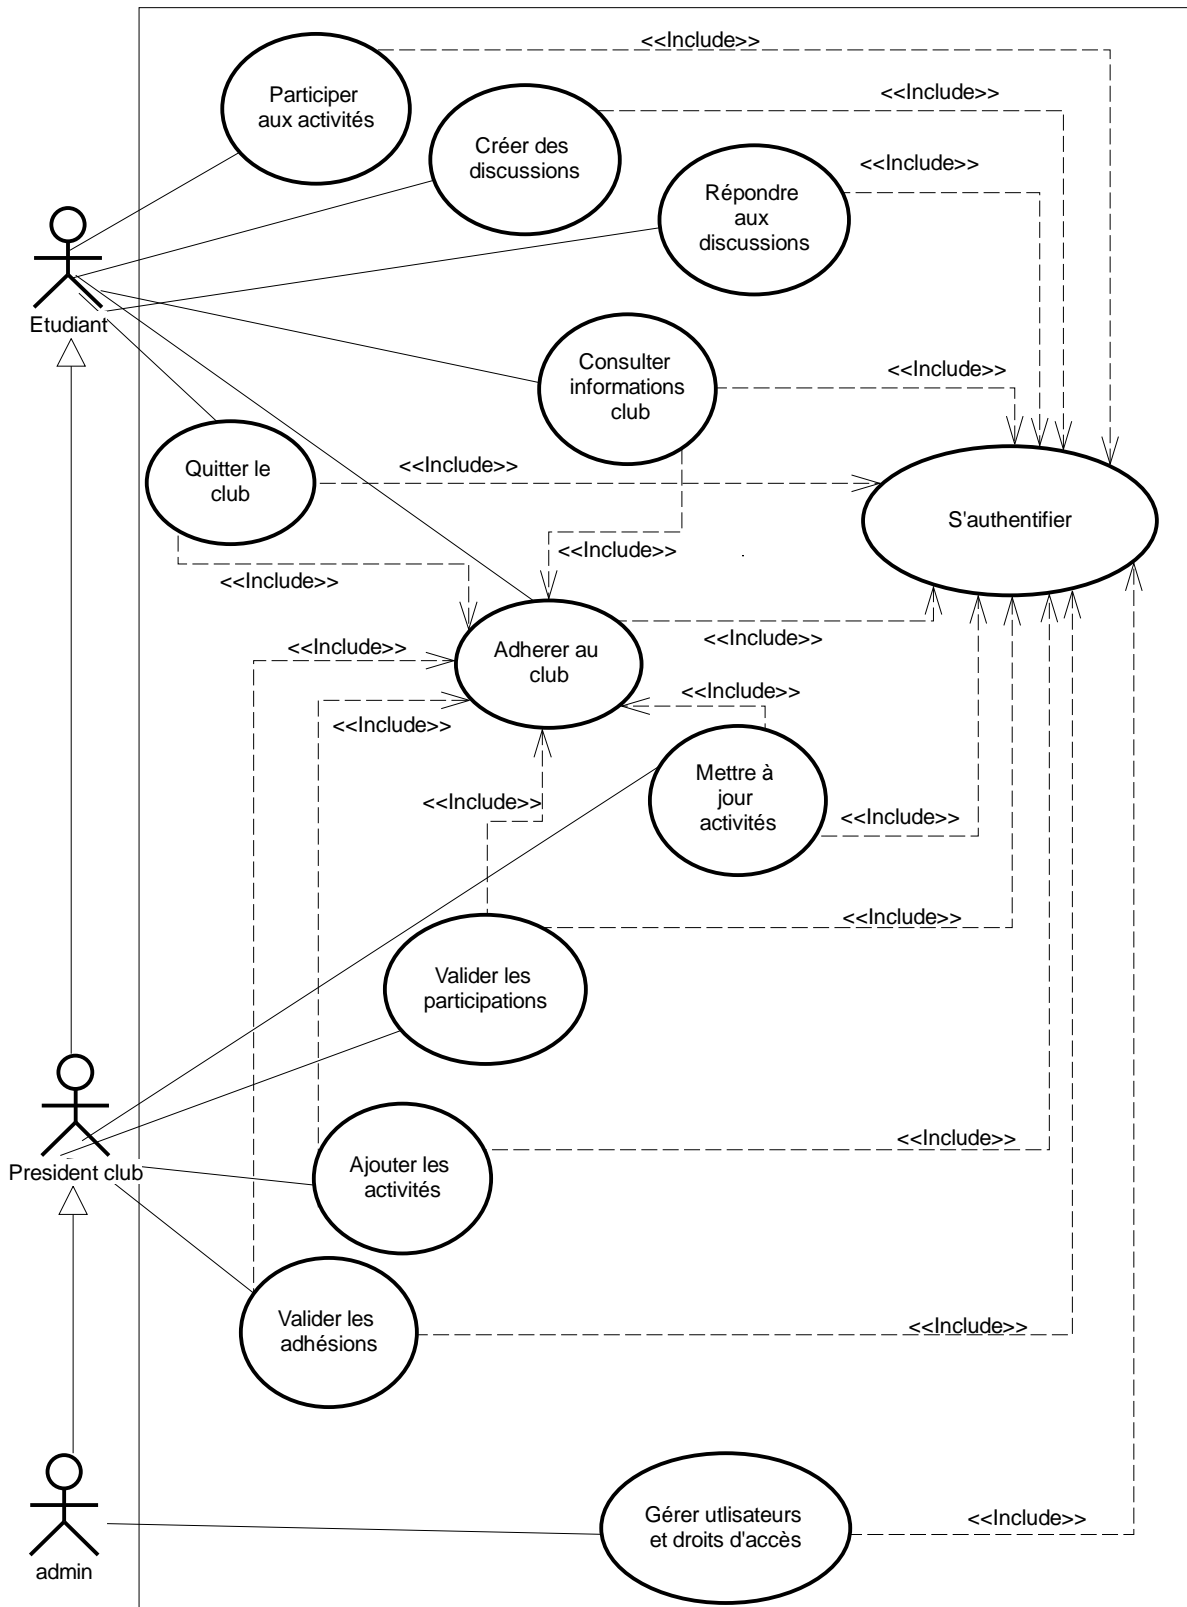 <<Include>>
Participer
aux activités
<<Include>>
Créer des
discussions
<<Include>>
Répondre
aux
discussions
Etudiant
Consulter
informations
club
<<Include>>
Quitter le
club
<<Include>>
S'authentifier
<<Include>>
<<Include>>
Adherer au
club
<<Include>>
<<Include>>
<<Include>>
<<Include>>
Mettre à
jour
activités
<<Include>>
<<Include>>
<<Include>>
Valider les
participations
President club
Ajouter les
activités
<<Include>>
Valider les
adhésions
<<Include>>
Gérer utlisateurs
et droits d'accès
<<Include>>
admin